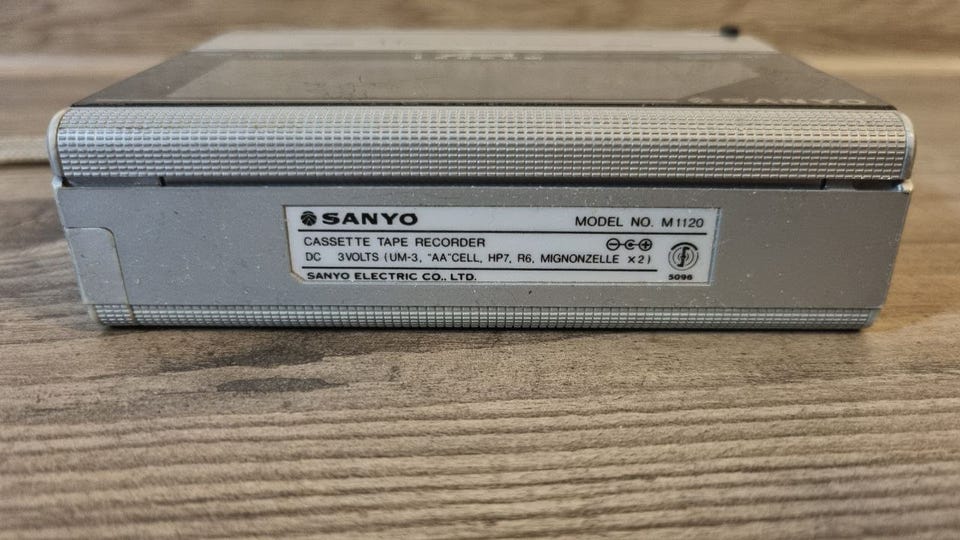 SANYO
SANYO MODEL NO. M1120
CASSETTE TAPE RECORDER
DC 3VOLTS (UM-3, "AA"CELL, HP7, R6, MIGNONZELLE ×2)
SANYO ELECTRIC CO., LTD.
5096